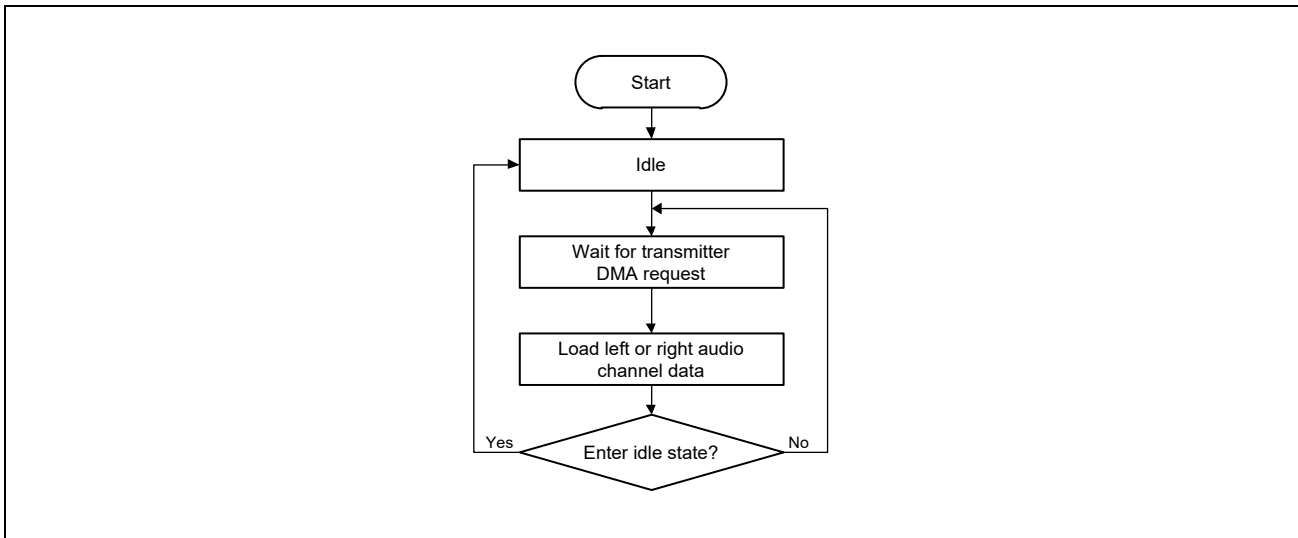 Start
Idle
Wait for transmitter
DMA request
Load left or right audio
channel data
Yes
Enter idle state?
No